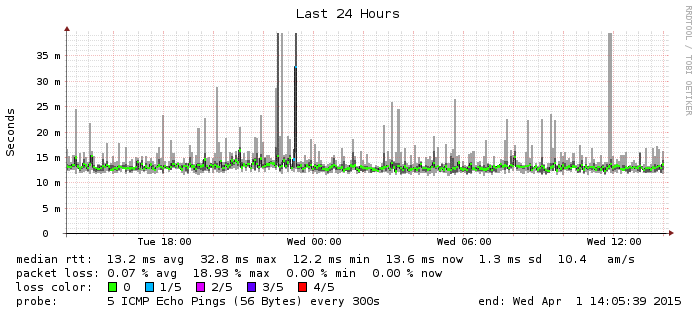 Last 24 Hours
RRDTOOL / TOBI OETIKER
Seconds
35 m
30 m
25 m
20 m
15 m
10 m
5 m
0
Tue 18:00 Wed 00:00 Wed 06:00 Wed 12:00
median rtt: 13.2 ms avg 32.8 ms max 12.2 ms min 13.6 ms now 1.3 ms sd 10.4 am/s
packet loss: 0.07 % avg 18.93 % max 0.00 % min 0.00 % now
loss color: 0 1/5 2/5 3/5 4/5
probe: 5 ICMP Echo Pings (56 Bytes) every 300s end: Wed Apr 1 14:05:39 2015